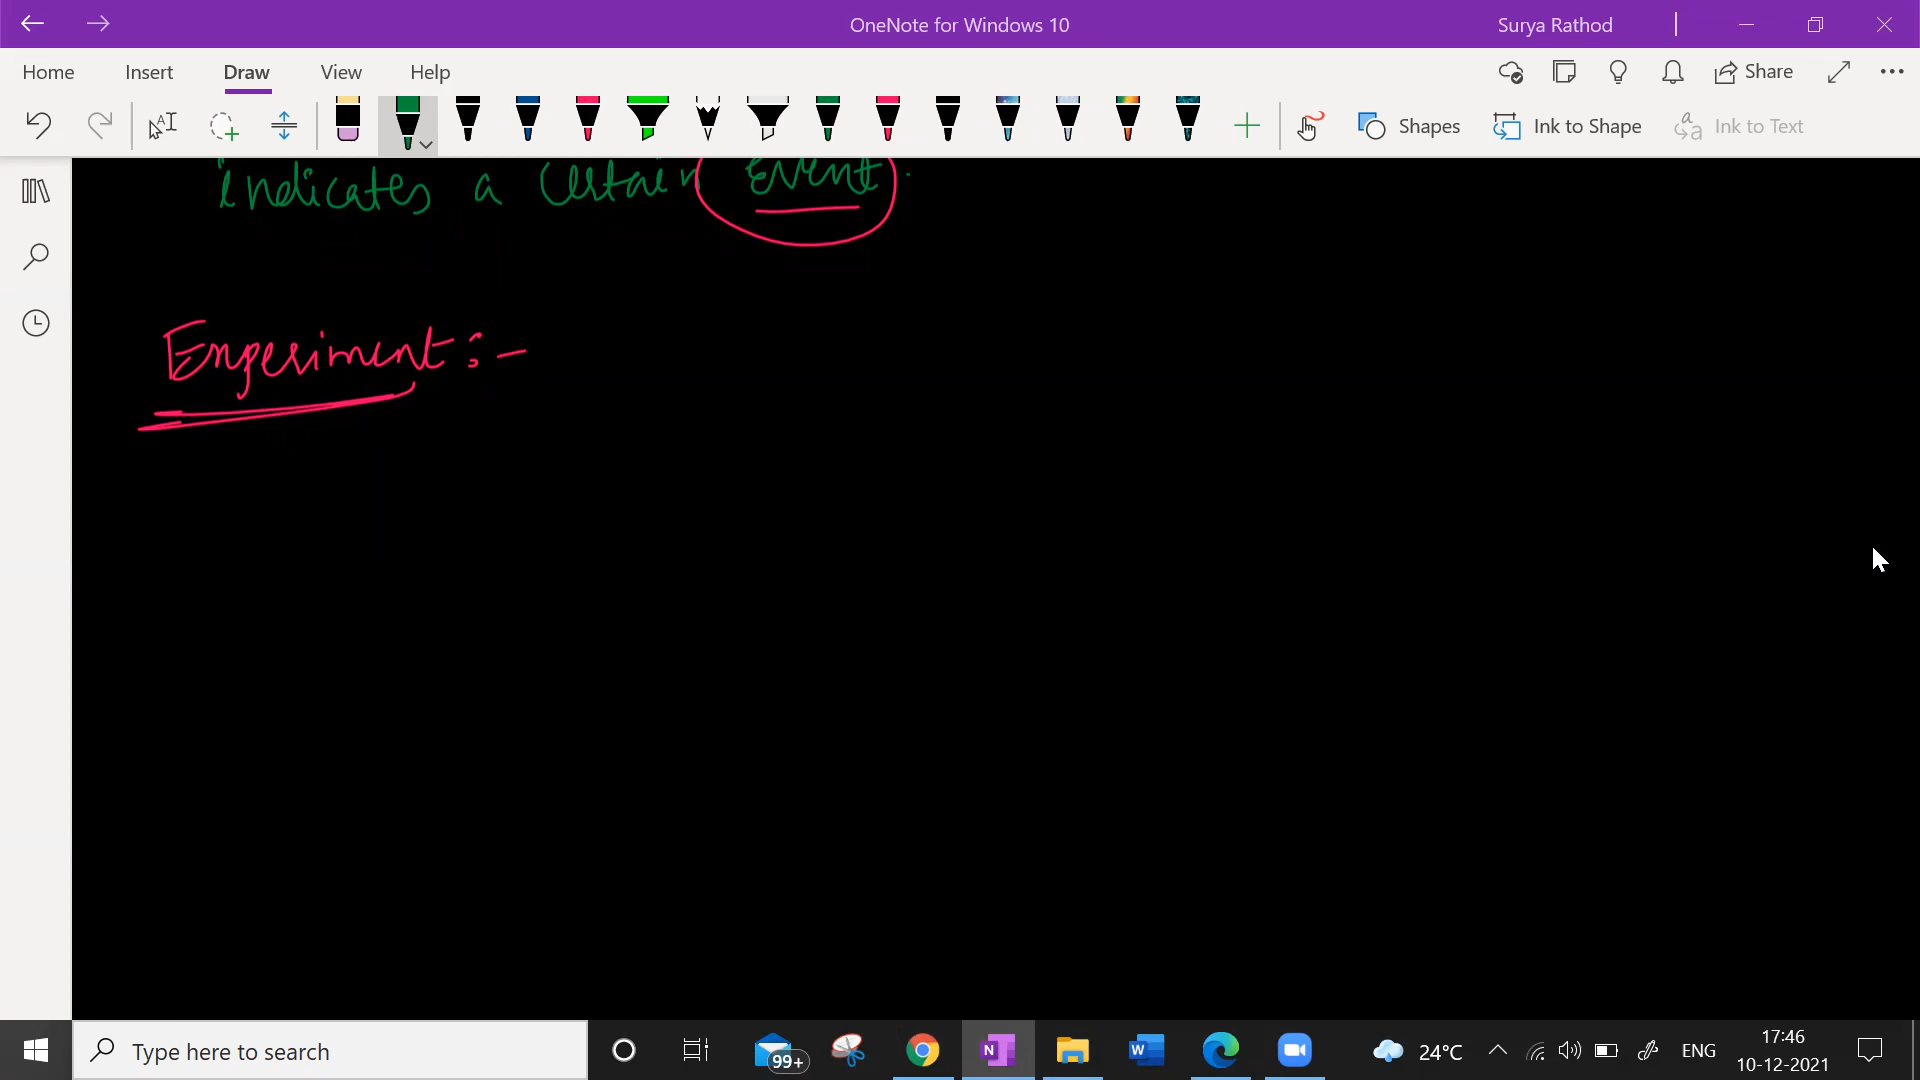 OneNote for Windows 10
Surya Rathod
Home Insert Draw View Help
Share
Shapes Ink to Shape Ink to Text
indicates a certain Event.
Experiment :-
Type here to search
99+
24°C
ENG
17:46
10-12-2021